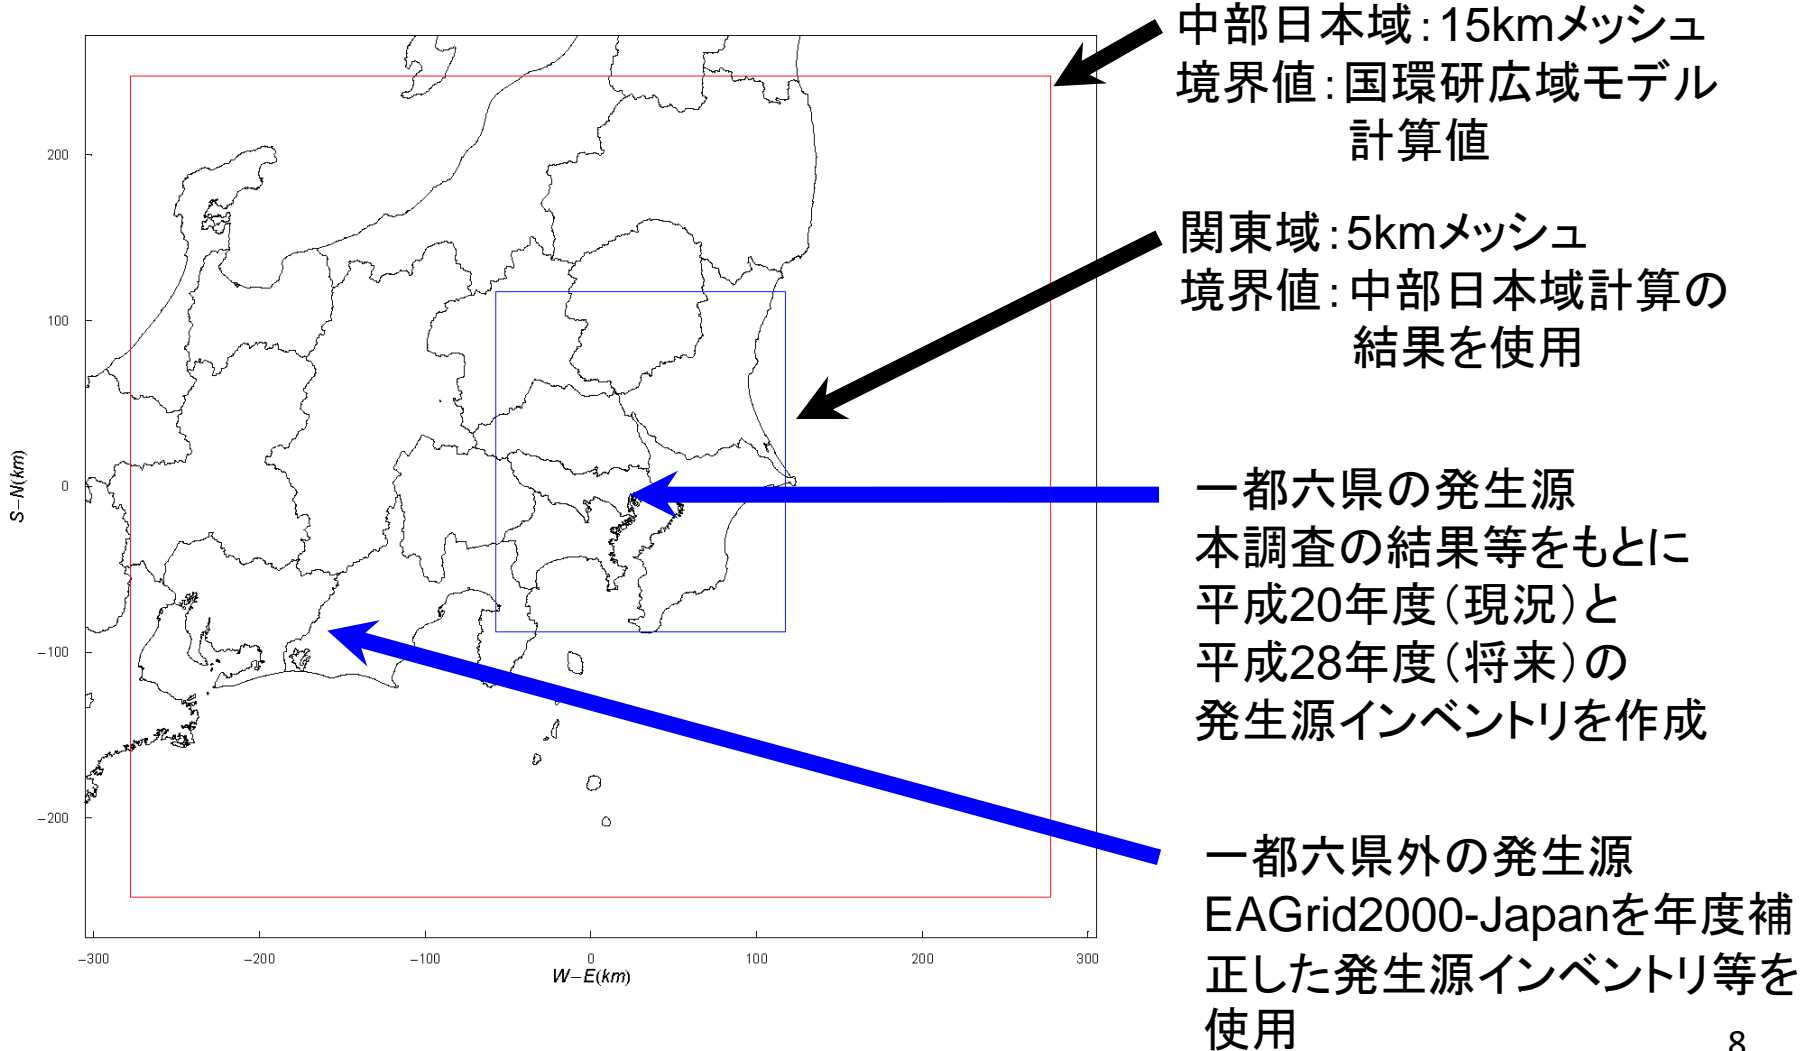 中部日本域：15kmメッシュ
境界値：国環研広域モデル
計算値
関東域：5kmメッシュ
境界値：中部日本域計算の
結果を使用
一都六県の発生源
本調査の結果等をもとに
平成20年度（現況）と
平成28年度（将来）の
発生源インベントリを作成
一都六県外の発生源
EAGrid2000-Japanを年度補
正した発生源インベントリ等を
使用
8
S−N(km)
200
100
0
−100
−200
−300
−200
−100
0
100
200
300
W−E(km)